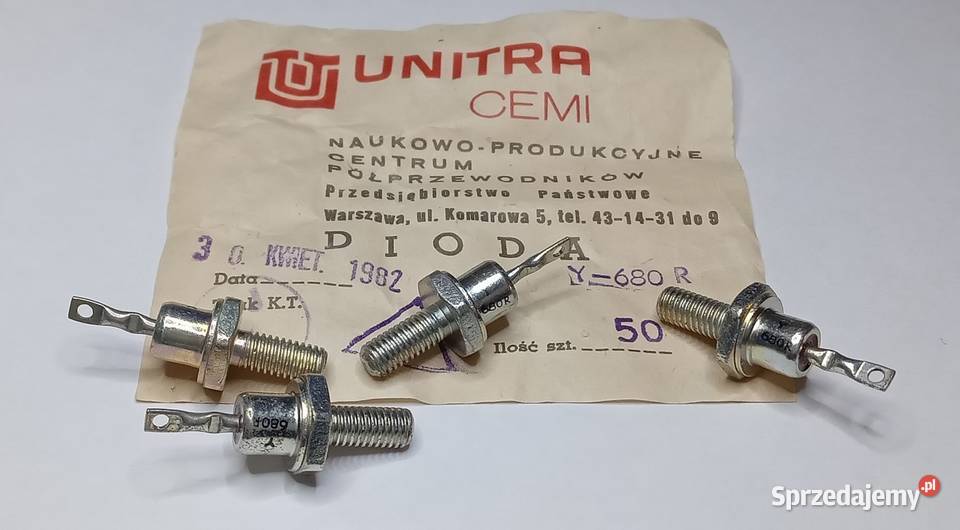 UNITRA
CEMI
NAUKOWO-PRODUKCYJNE
CENTRUM
PÓŁPRZEWODNIKÓW
Przedsiębiorstwo Państwowe
Warszawa, ul. Komarowa 5, tel. 43-14-31 do 9
DIODA
30. KWIET. 1982
Data
Y-680 R
K.T.
Ilość szt. 50
680R
Y
680R
Y
680R
Sprzedajemy.pl